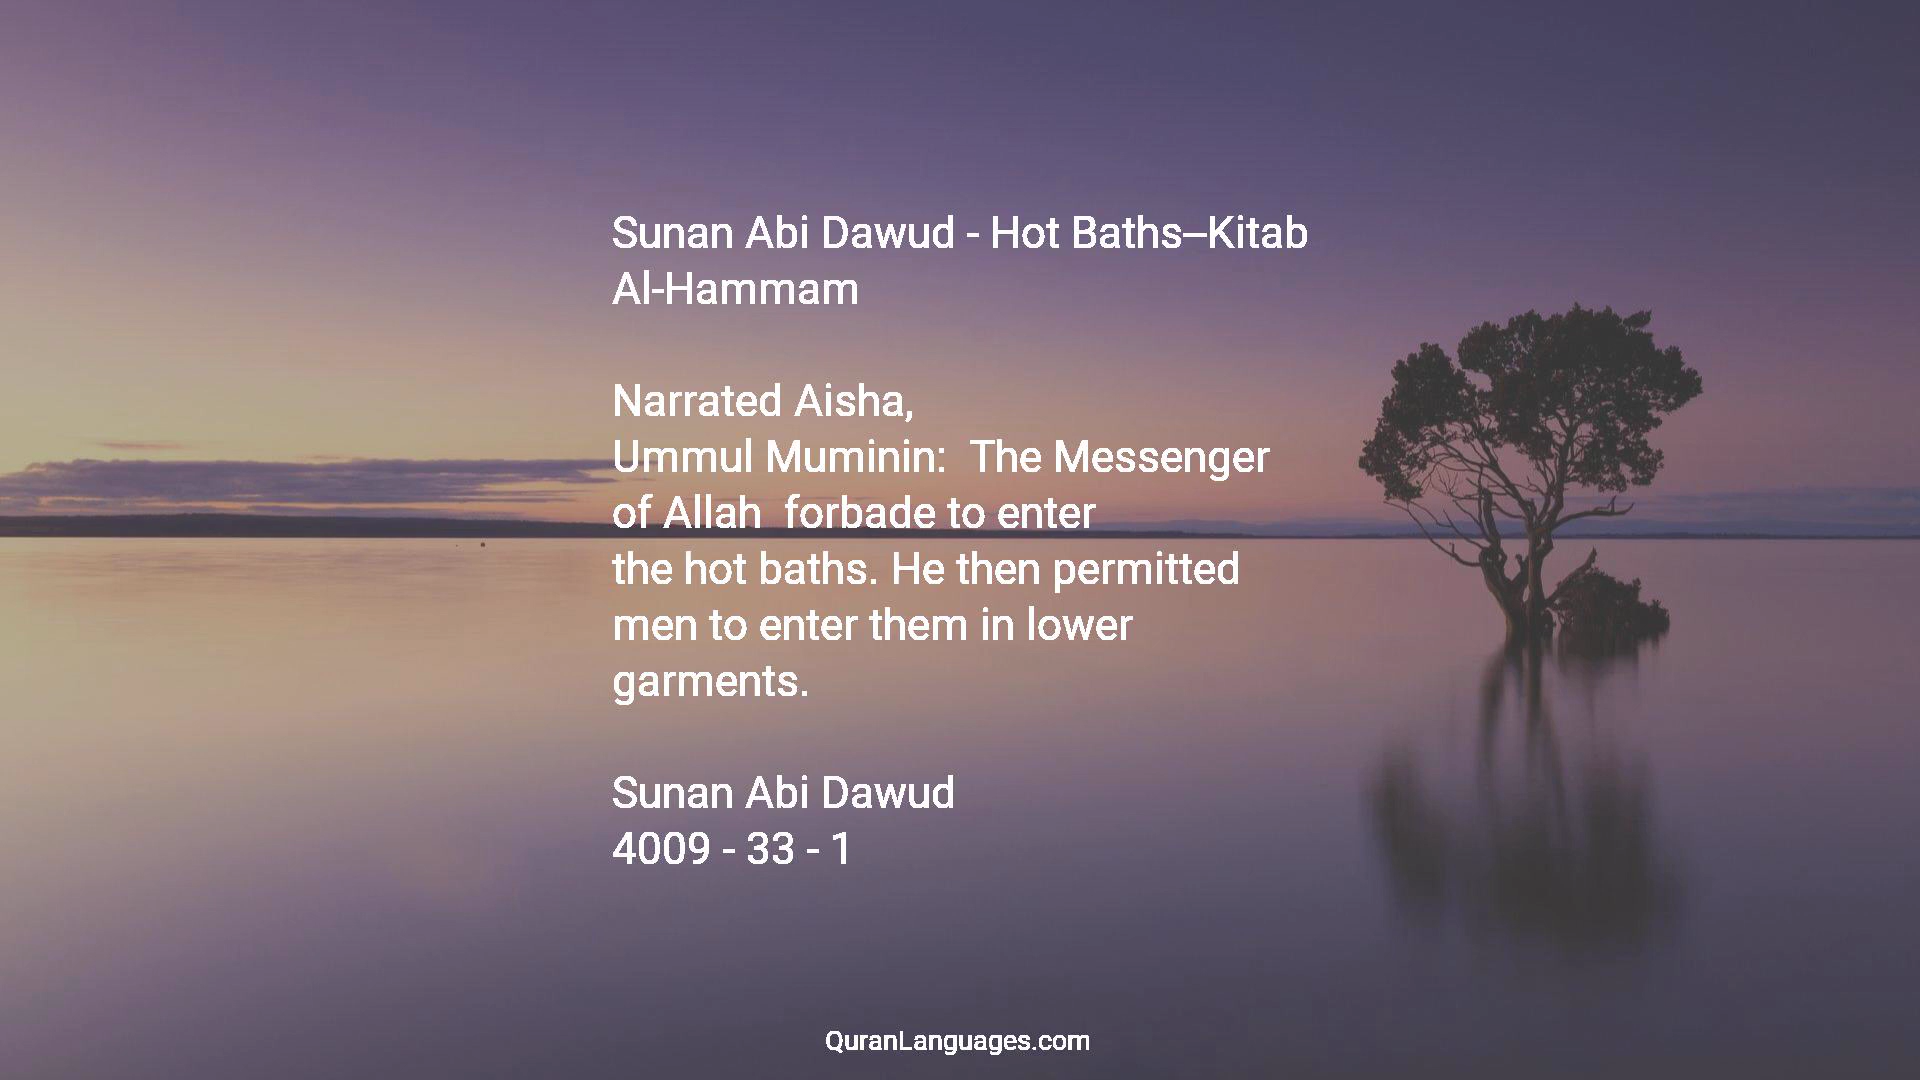 Sunan Abi Dawud - Hot Baths--Kitab
Al-Hammam
Narrated Aisha,
Ummul Muminin:  The Messenger
of Allah  forbade to enter
the hot baths. He then permitted
men to enter them in lower
garments.
Sunan Abi Dawud
4009 - 33 - 1
QuranLanguages.com